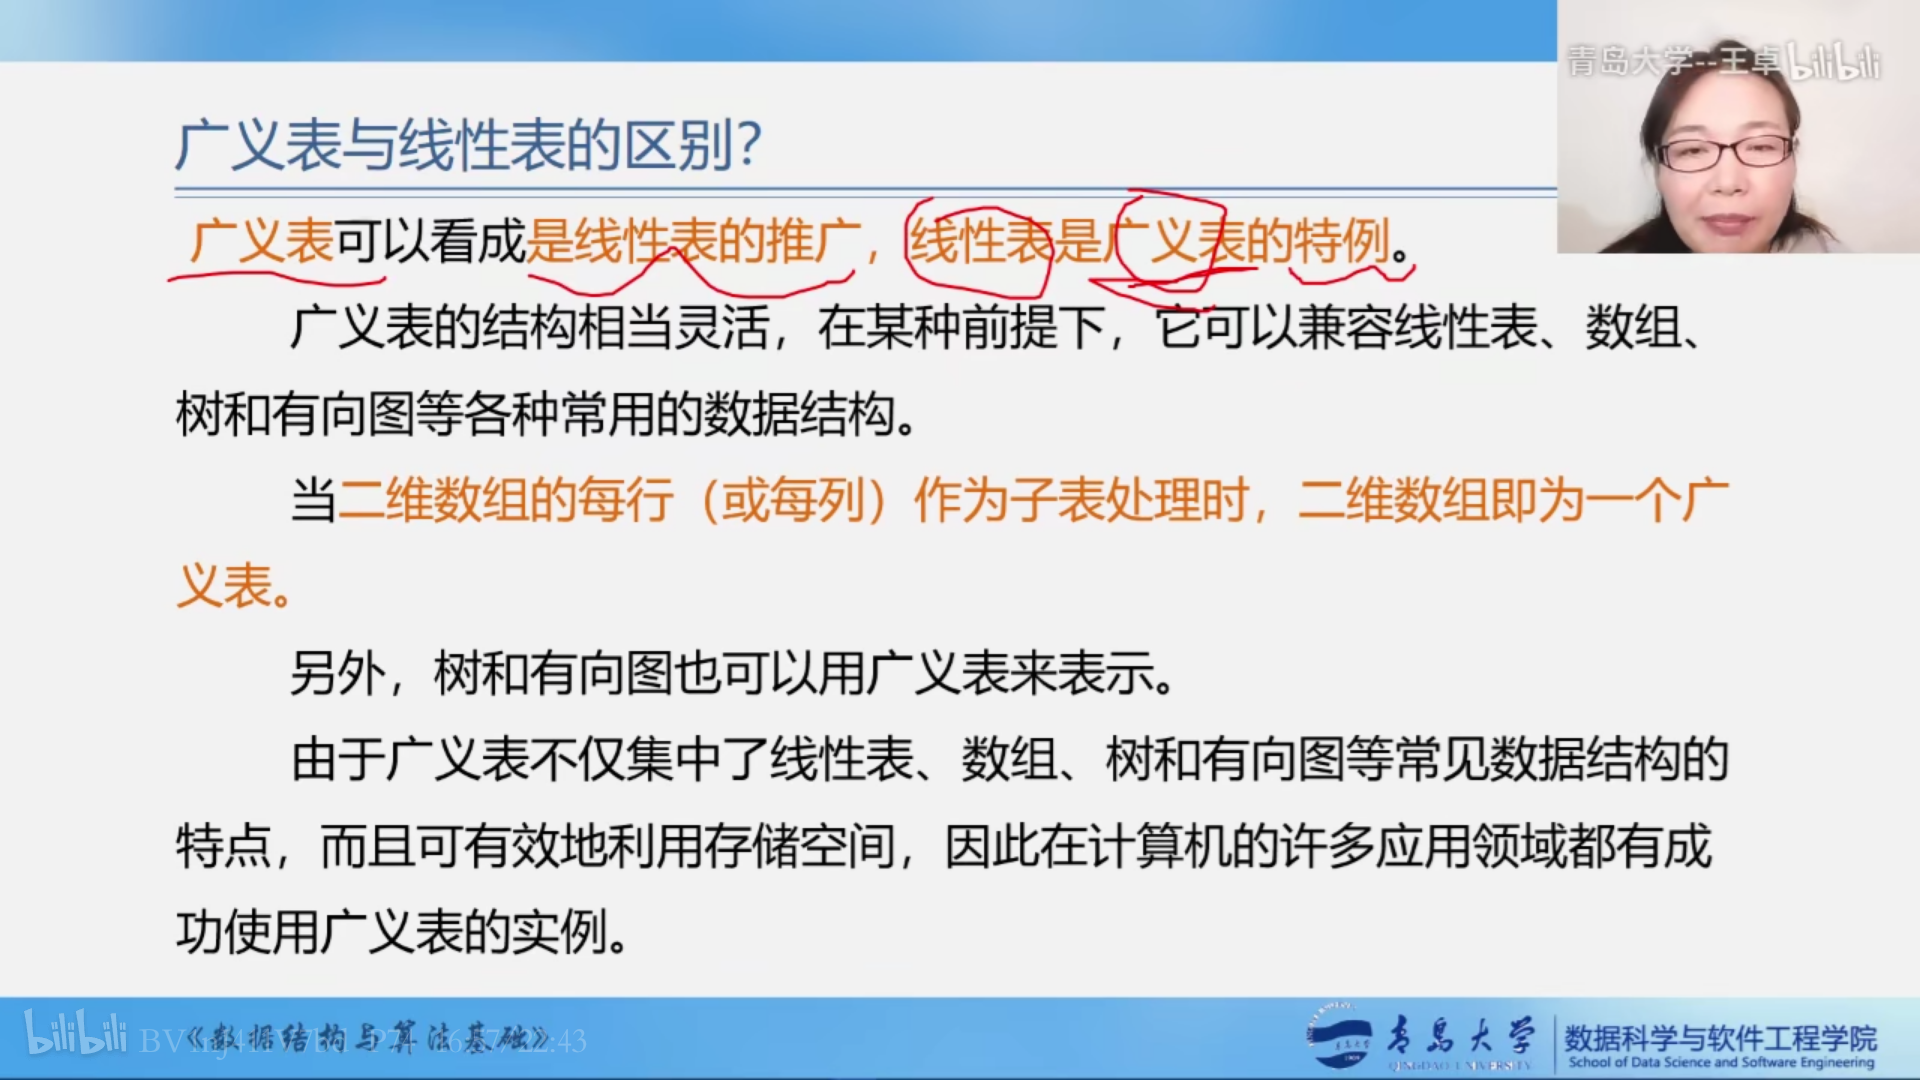 青岛大学--王卓 bilibili
广义表与线性表的区别？
广义表可以看成是线性表的推广，线性表是广义表的特例。
广义表的结构相当灵活，在某种前提下，它可以兼容线性表、数组、
树和有向图等各种常用的数据结构。
当二维数组的每行（或每列）作为子表处理时，二维数组即为一个广
义表。
另外，树和有向图也可以用广义表来表示。
由于广义表不仅集中了线性表、数组、树和有向图等常见数据结构的
特点，而且可有效地利用存储空间，因此在计算机的许多应用领域都有成
功使用广义表的实例。
bilibili
《数据结构与算法基础》
青岛大学
QINGDAO UNIVERSITY
数据科学与软件工程学院
School of Data Science and Software Engineering